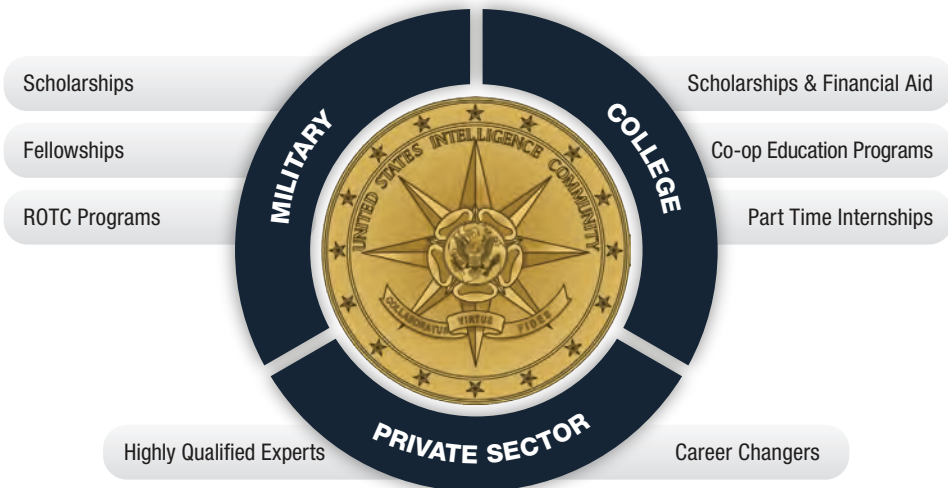 MILITARY
Scholarships
Fellowships
ROTC Programs
COLLEGE
Scholarships & Financial Aid
Co-op Education Programs
Part Time Internships
PRIVATE SECTOR
Highly Qualified Experts
Career Changers
UNITED STATES INTELLIGENCE COMMUNITY
COLLABORATUS VIRTUS FIDES